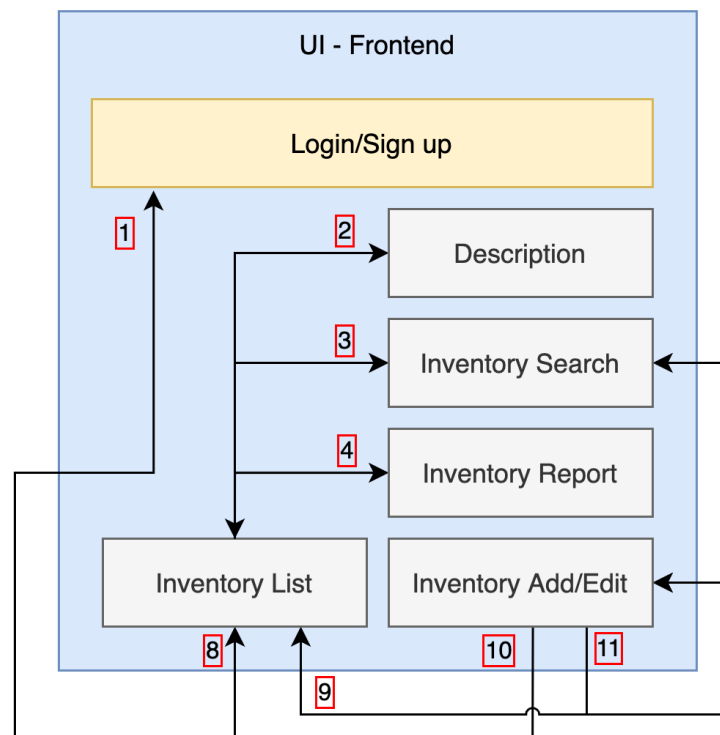 UI - Frontend
Login/Sign up
1
2
Description
3
Inventory Search
4
Inventory Report
Inventory List
Inventory Add/Edit
8
10
11
9